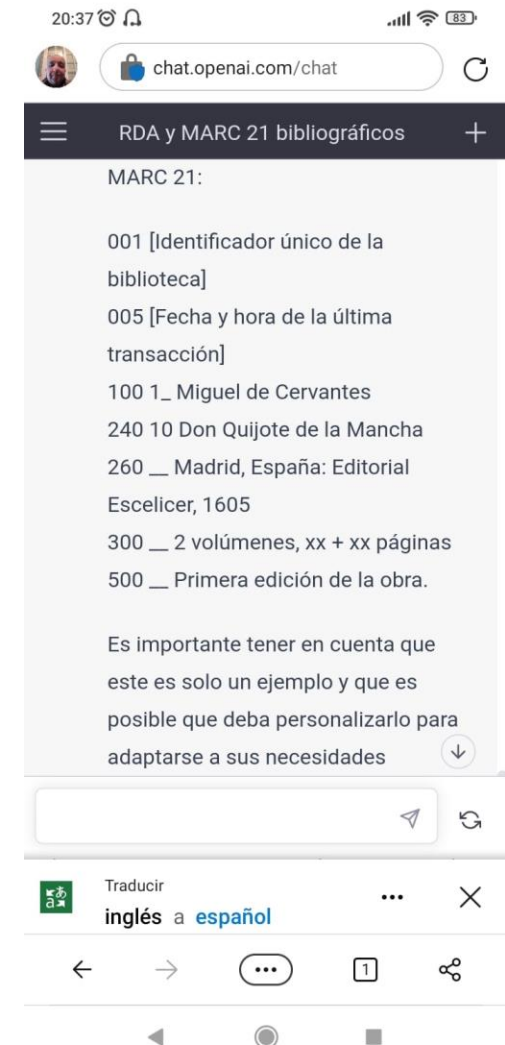 20:37
83
chat.openai.com/chat
RDA y MARC 21 bibliográficos
MARC 21:
001 [Identificador único de la
biblioteca]
005 [Fecha y hora de la última
transacción]
100 1_ Miguel de Cervantes
240 10 Don Quijote de la Mancha
260 __ Madrid, España: Editorial
Escelicer, 1605
300 __ 2 volúmenes, xx + xx páginas
500 __ Primera edición de la obra.
Es importante tener en cuenta que
este es solo un ejemplo y que es
posible que deba personalizarlo para
adaptarse a sus necesidades
Traducir
inglés a español
1